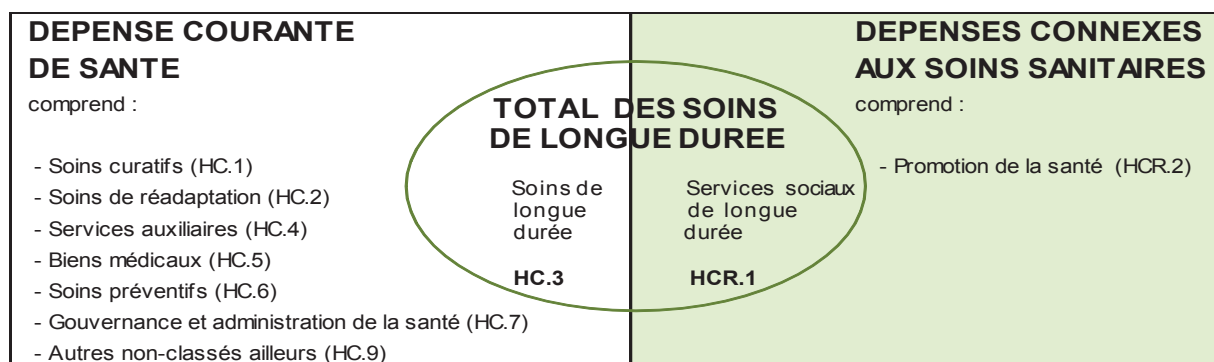 DEPENSE COURANTE
DE SANTE
comprend :
- Soins curatifs (HC.1)
- Soins de réadaptation (HC.2)
- Services auxiliaires (HC.4)
- Biens médicaux (HC.5)
- Soins préventifs (HC.6)
- Gouvernance et administration de la santé (HC.7)
- Autres non-classés ailleurs (HC.9)
TOTAL DES SOINS
DE LONGUE DUREE
Soins de
longue
durée
HC.3
Services sociaux
de longue
durée
HCR.1
DEPENSES CONNEXES
AUX SOINS SANITAIRES
comprend :
- Promotion de la santé (HCR.2)